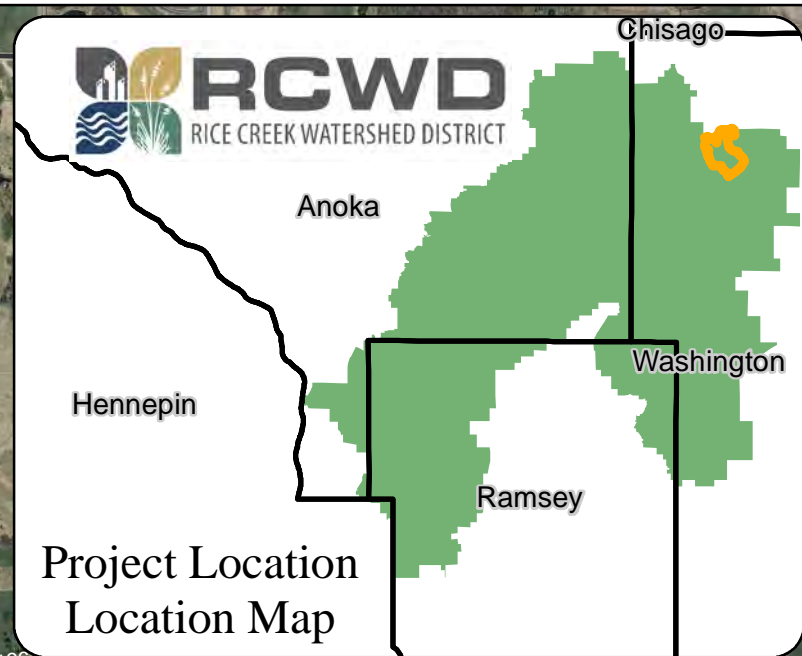 Chisago
RCWD
RICE CREEK WATERSHED DISTRICT
Anoka
Washington
Hennepin
Ramsey
Project Location
Location Map